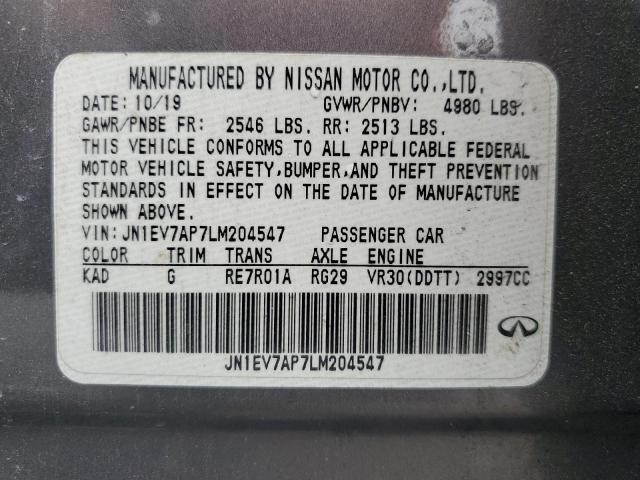 MANUFACTURED BY NISSAN MOTOR CO.,LTD.
DATE: 10/19 GVWR/PNBV: 4980 LBS.
GAWR/PNBE FR: 2546 LBS. RR: 2513 LBS.
THIS VEHICLE CONFORMS TO ALL APPLICABLE FEDERAL
MOTOR VEHICLE SAFETY,BUMPER,AND THEFT PREVENTION
STANDARDS IN EFFECT ON THE DATE OF MANUFACTURE
SHOWN ABOVE.
VIN: JN1EV7AP7LM204547 PASSENGER CAR
COLOR TRIM TRANS AXLE ENGINE
KAD G RE7R01A RG29 VR30(DDTT) 2997CC
JN1EV7AP7LM204547